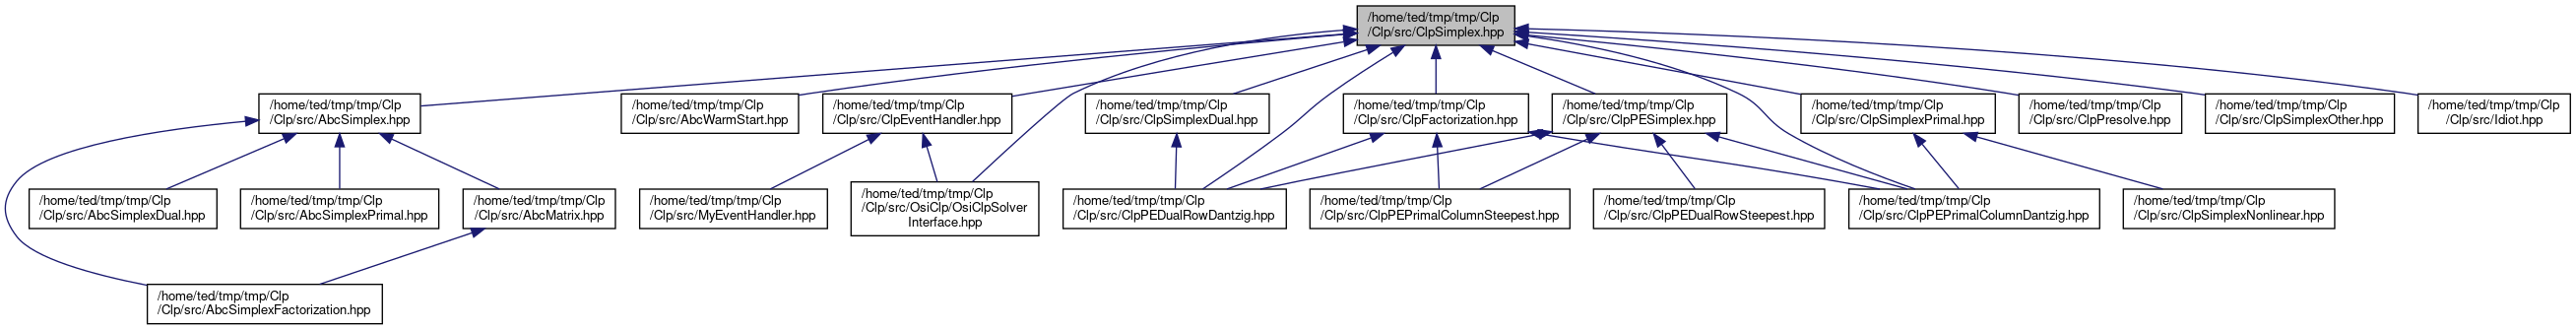 /home/ted/tmp/tmp/Clp
/Clp/src/ClpSimplex.hpp
/home/ted/tmp/tmp/Clp
/Clp/src/AbcSimplex.hpp
/home/ted/tmp/tmp/Clp
/Clp/src/AbcWarmStart.hpp
/home/ted/tmp/tmp/Clp
/Clp/src/ClpEventHandler.hpp
/home/ted/tmp/tmp/Clp
/Clp/src/ClpSimplexDual.hpp
/home/ted/tmp/tmp/Clp
/Clp/src/ClpFactorization.hpp
/home/ted/tmp/tmp/Clp
/Clp/src/ClpPESimplex.hpp
/home/ted/tmp/tmp/Clp
/Clp/src/ClpSimplexPrimal.hpp
/home/ted/tmp/tmp/Clp
/Clp/src/ClpPresolve.hpp
/home/ted/tmp/tmp/Clp
/Clp/src/ClpSimplexOther.hpp
/home/ted/tmp/tmp/Clp
/Clp/src/Idiot.hpp
/home/ted/tmp/tmp/Clp
/Clp/src/AbcSimplexDual.hpp
/home/ted/tmp/tmp/Clp
/Clp/src/AbcSimplexPrimal.hpp
/home/ted/tmp/tmp/Clp
/Clp/src/AbcMatrix.hpp
/home/ted/tmp/tmp/Clp
/Clp/src/MyEventHandler.hpp
/home/ted/tmp/tmp/Clp
/Clp/src/OsiClp/OsiClpSolver
Interface.hpp
/home/ted/tmp/tmp/Clp
/Clp/src/ClpPEDualRowDantzig.hpp
/home/ted/tmp/tmp/Clp
/Clp/src/ClpPEPrimalColumnSteepest.hpp
/home/ted/tmp/tmp/Clp
/Clp/src/ClpPEDualRowSteepest.hpp
/home/ted/tmp/tmp/Clp
/Clp/src/ClpPEPrimalColumnDantzig.hpp
/home/ted/tmp/tmp/Clp
/Clp/src/ClpSimplexNonlinear.hpp
/home/ted/tmp/tmp/Clp
/Clp/src/AbcSimplexFactorization.hpp